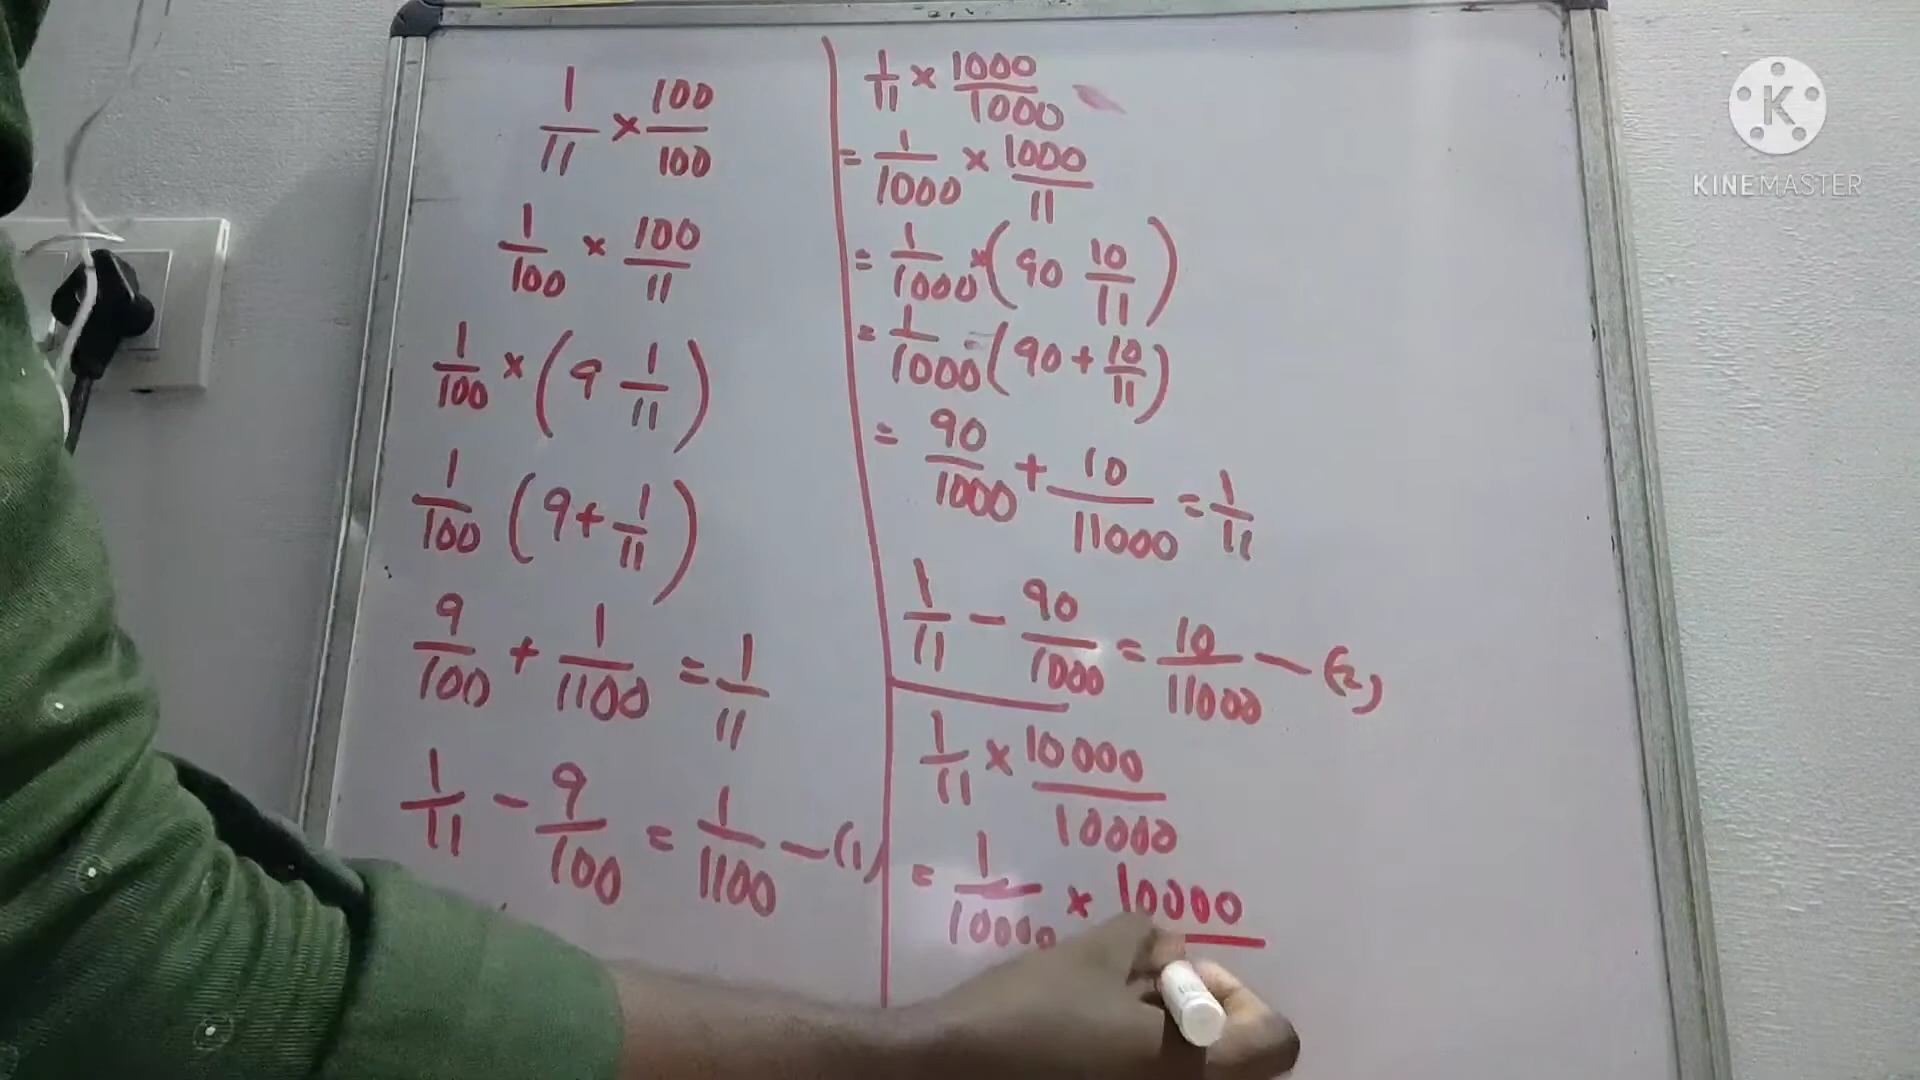 1/11 × 100/100
1/100 × 100/11
1/100 × (9 1/11)
1/100 (9 + 1/11)
9/100 + 1/1100 = 1/11
1/11 - 9/100 = 1/1100 — (1)
1/11 × 1000/1000
= 1/1000 × 1000/11
= 1/1000 × (90 10/11)
= 1/1000 (90 + 10/11)
= 90/1000 + 10/11000 = 1/11
1/11 - 90/1000 = 10/11000 — (2)
1/11 × 10000/10000
= 1/10000 × 10000
K
KINEMASTER